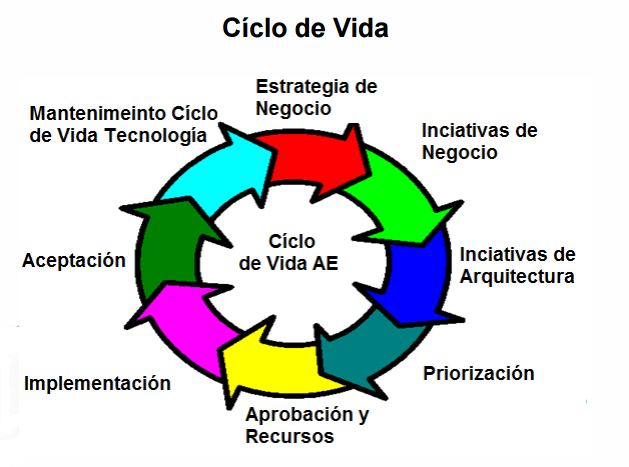 Cíclo de Vida
Estrategia de
Negocio
Inciativas de
Negocio
Inciativas de
Arquitectura
Priorización
Aprobación y
Recursos
Implementación
Aceptación
Mantenimeinto Cíclo
de Vida Tecnología
Cíclo
de Vida AE